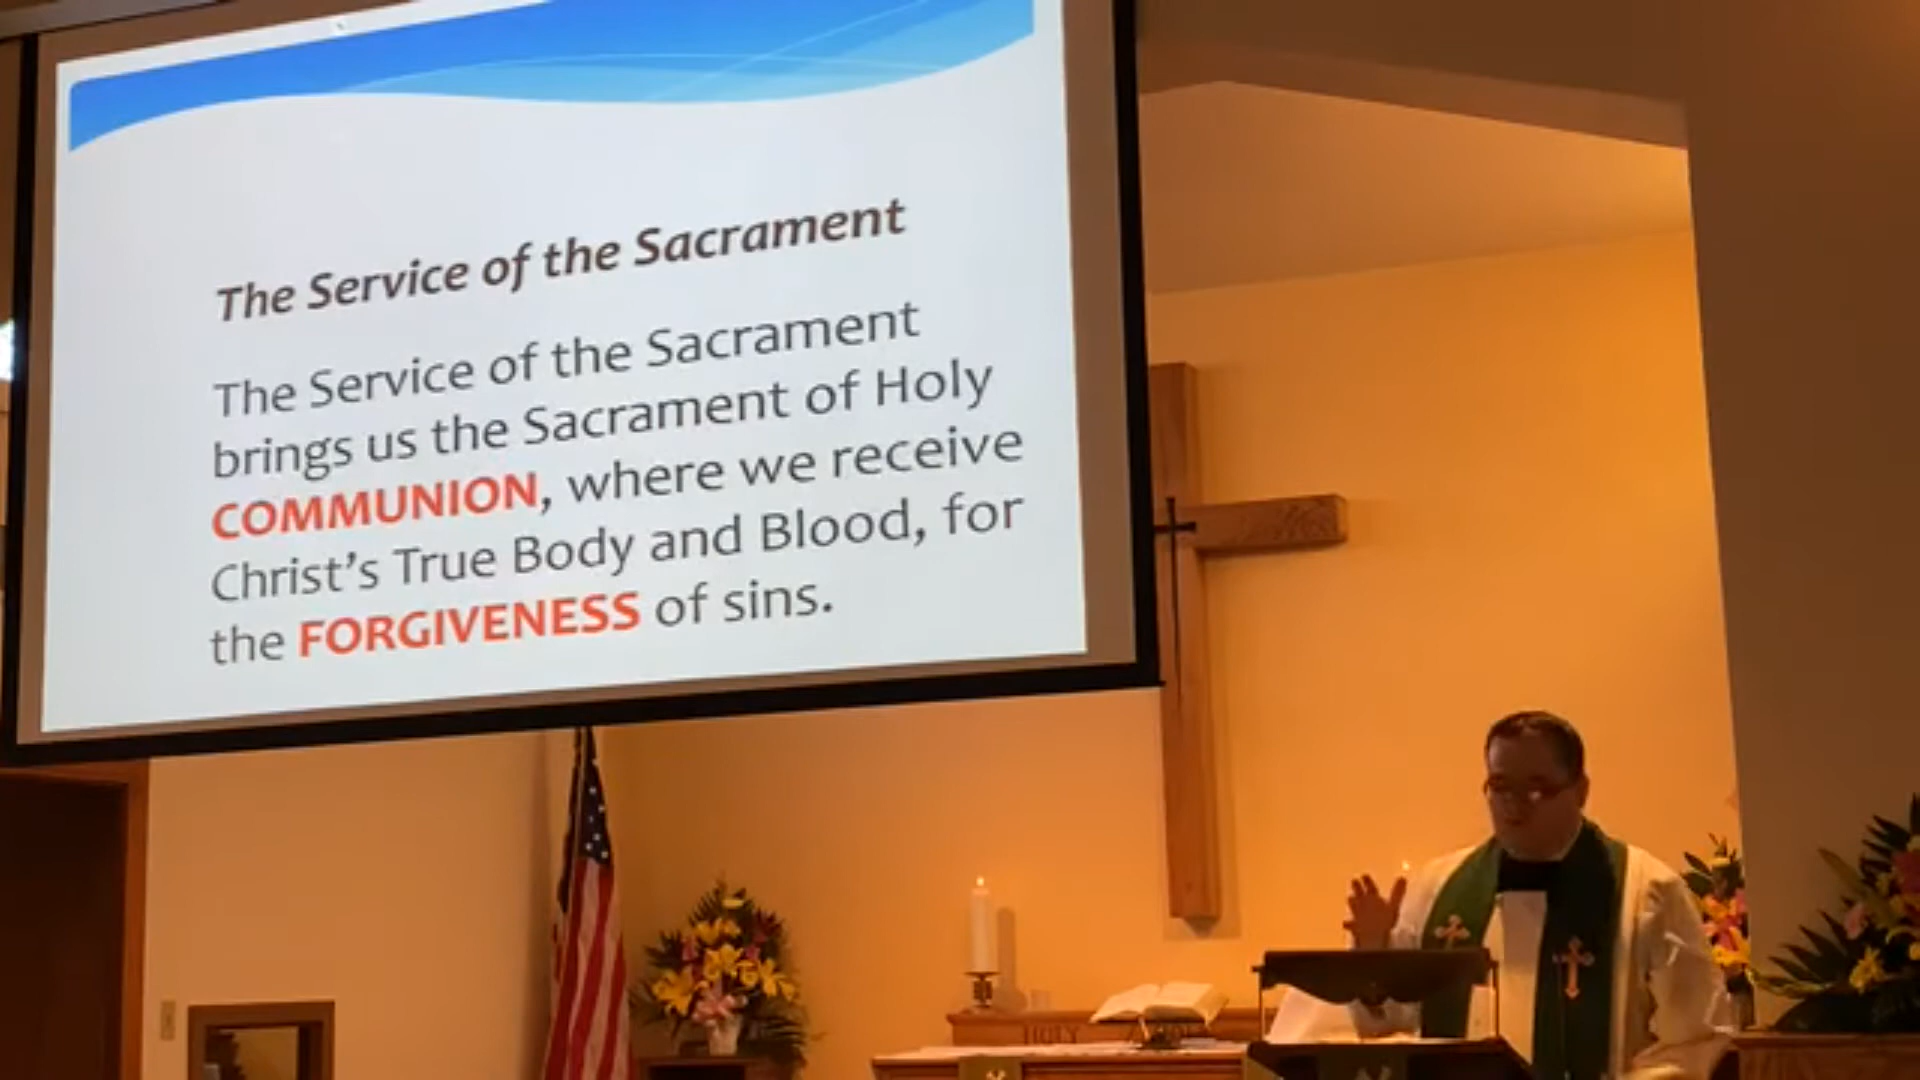 The Service of the Sacrament
The Service of the Sacrament
brings us the Sacrament of Holy
COMMUNION, where we receive
Christ's True Body and Blood, for
the FORGIVENESS of sins.
HOLY